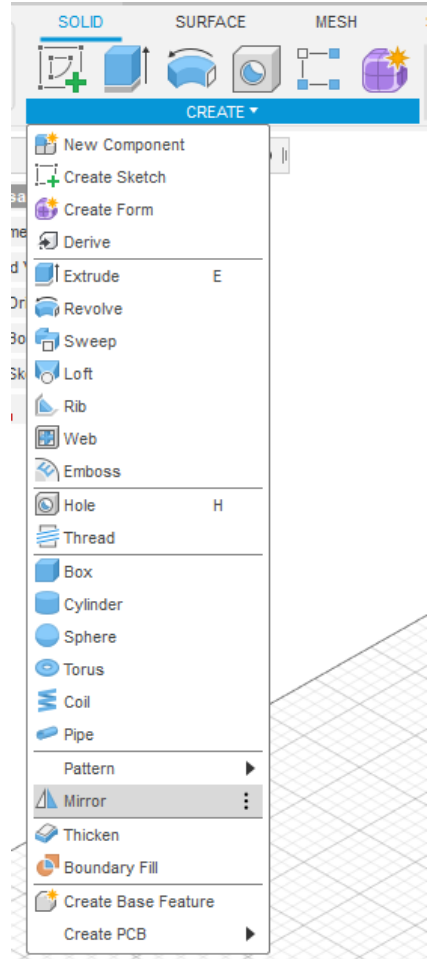 SOLID SURFACE MESH
CREATE
New Component
Create Sketch
Create Form
Derive
Extrude E
Revolve
Sweep
Loft
Rib
Web
Emboss
Hole H
Thread
Box
Cylinder
Sphere
Torus
Coil
Pipe
Pattern
Mirror
Thicken
Boundary Fill
Create Base Feature
Create PCB